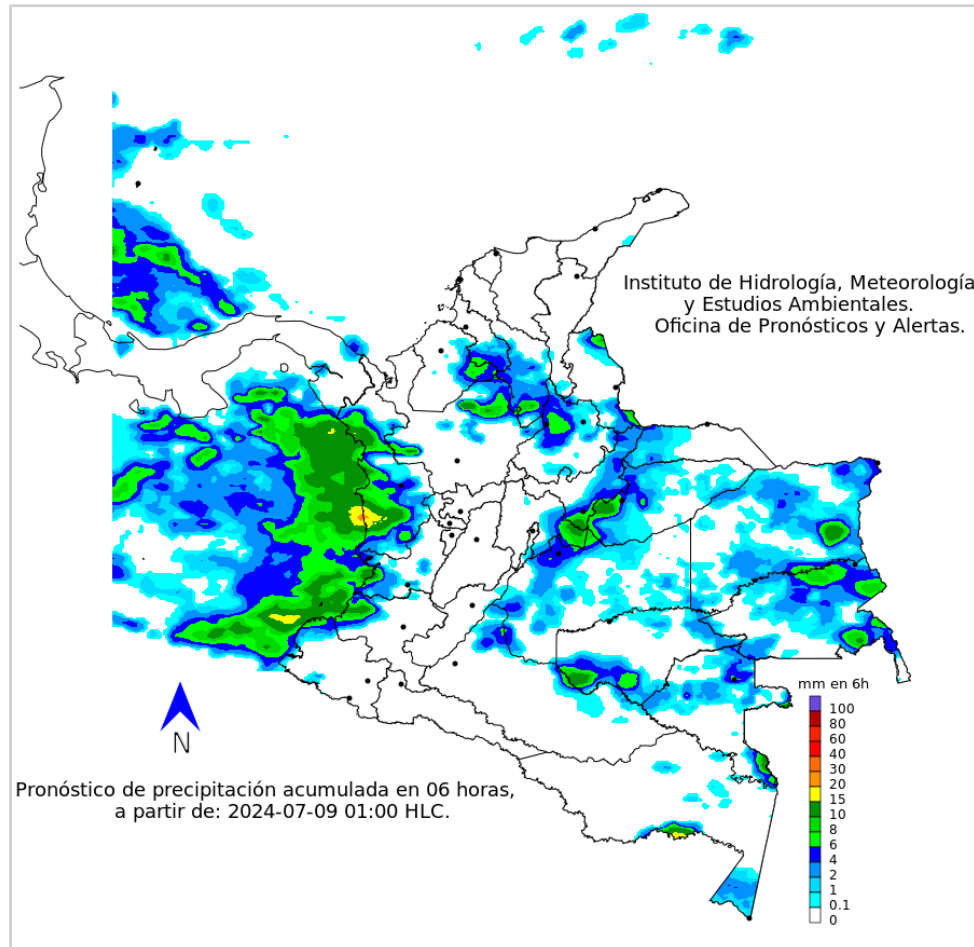 Instituto de Hidrología, Meteorología
y Estudios Ambientales.
Oficina de Pronósticos y Alertas.
mm en 6h
100
80
60
40
30
20
15
10
8
6
4
2
1
0.1
0
N
Pronóstico de precipitación acumulada en 06 horas,
a partir de: 2024-07-09 01:00 HLC.